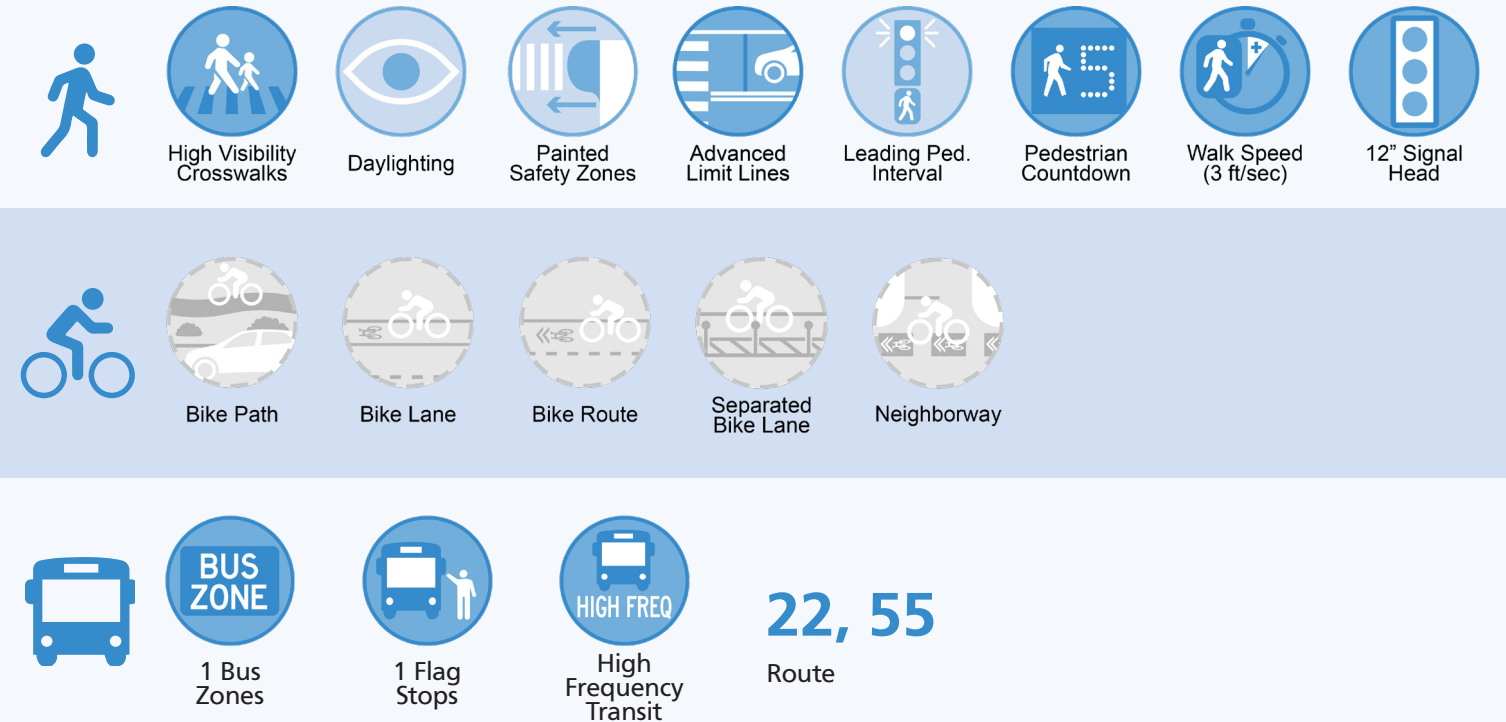 High Visibility
Crosswalks
Daylighting
Painted
Safety Zones
Advanced
Limit Lines
Leading Ped.
Interval
5
Pedestrian
Countdown
Walk Speed
(3 ft/sec)
12” Signal
Head
Bike Path
Bike Lane
Bike Route
Separated
Bike Lane
Neighborway
BUS
ZONE
1 Bus
Zones
1 Flag
Stops
HIGH FREQ
High
Frequency
Transit
22, 55
Route